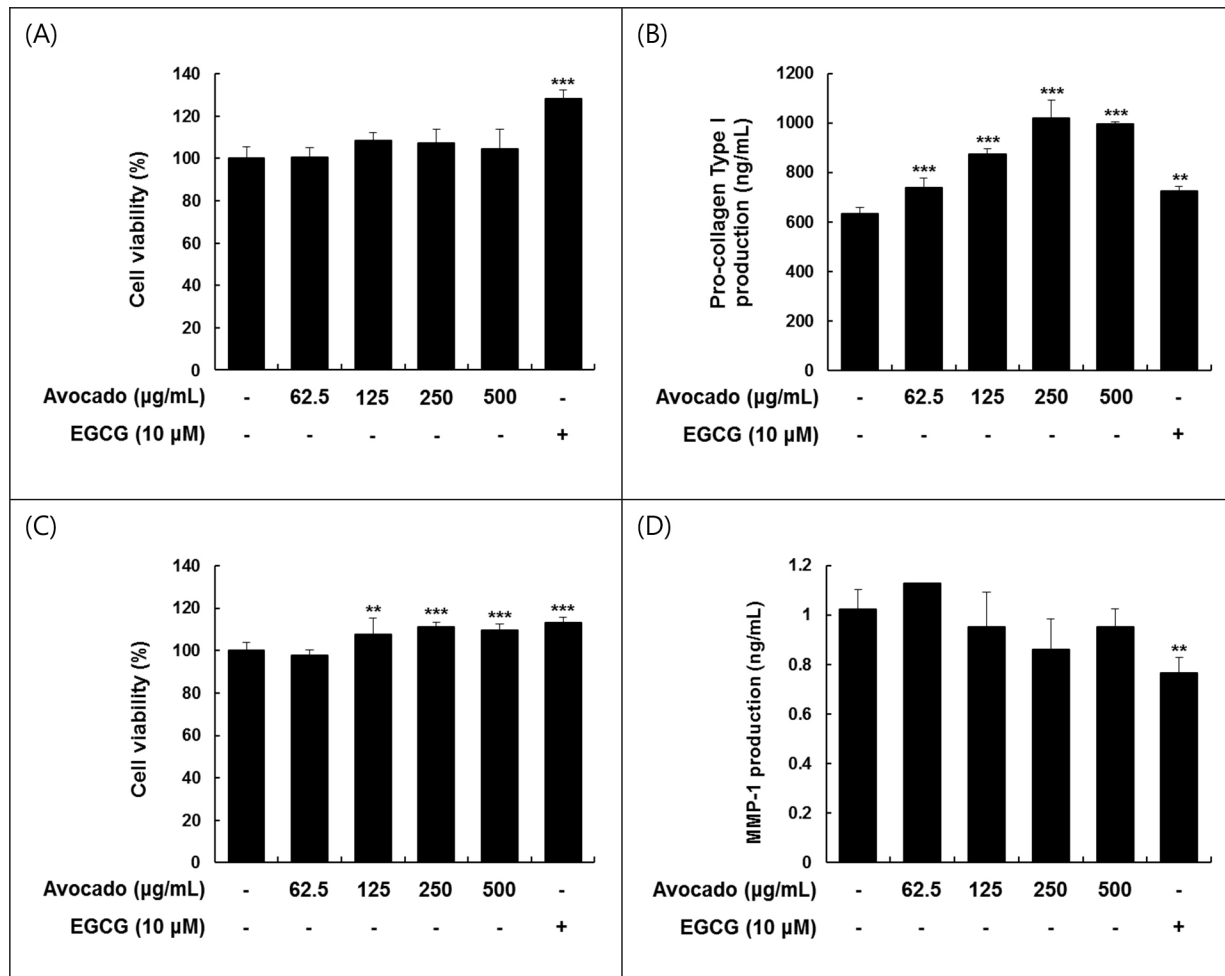 (A)
Cell viability (%)
140
120
100
80
60
40
20
0
***
Avocado (µg/mL) - 62.5 125 250 500 -
EGCG (10 µM) - - - - - +
(B)
Pro-collagen Type I
production (ng/mL)
1200
1000
800
600
400
200
0
*** *** *** *** **
Avocado (µg/mL) - 62.5 125 250 500 -
EGCG (10 µM) - - - - - +
(C)
Cell viability (%)
140
120
100
80
60
40
20
0
** *** *** ***
Avocado (µg/mL) - 62.5 125 250 500 -
EGCG (10 µM) - - - - - +
(D)
MMP-1 production (ng/mL)
1.2
1
0.8
0.6
0.4
0.2
0
**
Avocado (µg/mL) - 62.5 125 250 500 -
EGCG (10 µM) - - - - - +